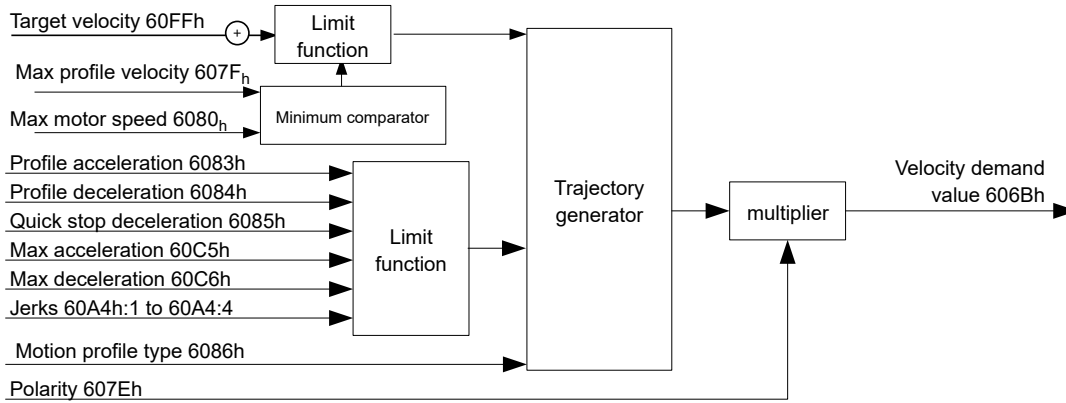 Target velocity 60FFh
+
Limit
function
Max profile velocity 607Fh
Max motor speed 6080h
Minimum comparator
Profile acceleration 6083h
Profile deceleration 6084h
Quick stop deceleration 6085h
Max acceleration 60C5h
Max deceleration 60C6h
Jerks 60A4h:1 to 60A4:4
Limit
function
Motion profile type 6086h
Polarity 607Eh
Trajectory
generator
multiplier
Velocity demand
value 606Bh